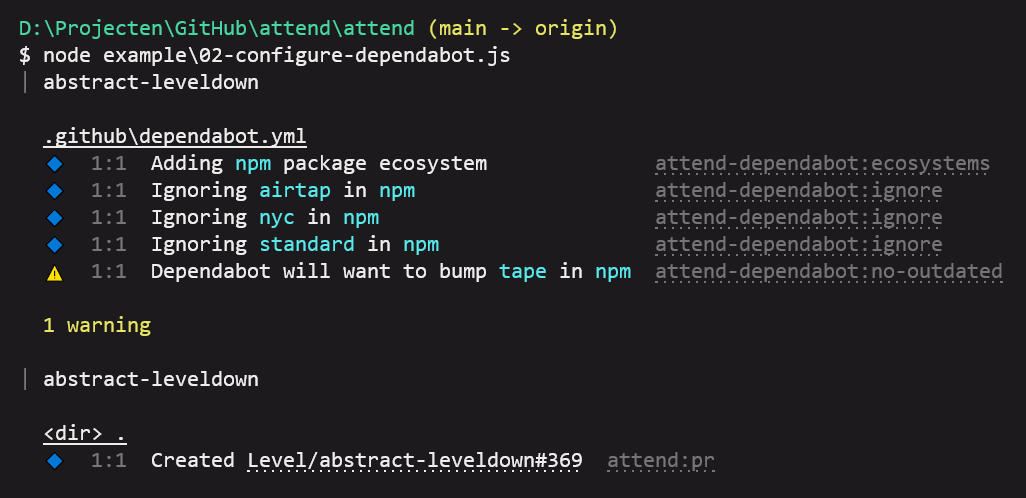 D:\Projecten\GitHub\attend\attend (main -> origin)
$ node example\02-configure-dependabot.js
| abstract-leveldown
.github\dependabot.yml
1:1 Adding npm package ecosystem attend-dependabot:ecosystems
1:1 Ignoring airtap in npm attend-dependabot:ignore
1:1 Ignoring nyc in npm attend-dependabot:ignore
1:1 Ignoring standard in npm attend-dependabot:ignore
1:1 Dependabot will want to bump tape in npm attend-dependabot:no-outdated
1 warning
| abstract-leveldown
<dir> .
1:1 Created Level/abstract-leveldown#369 attend:pr